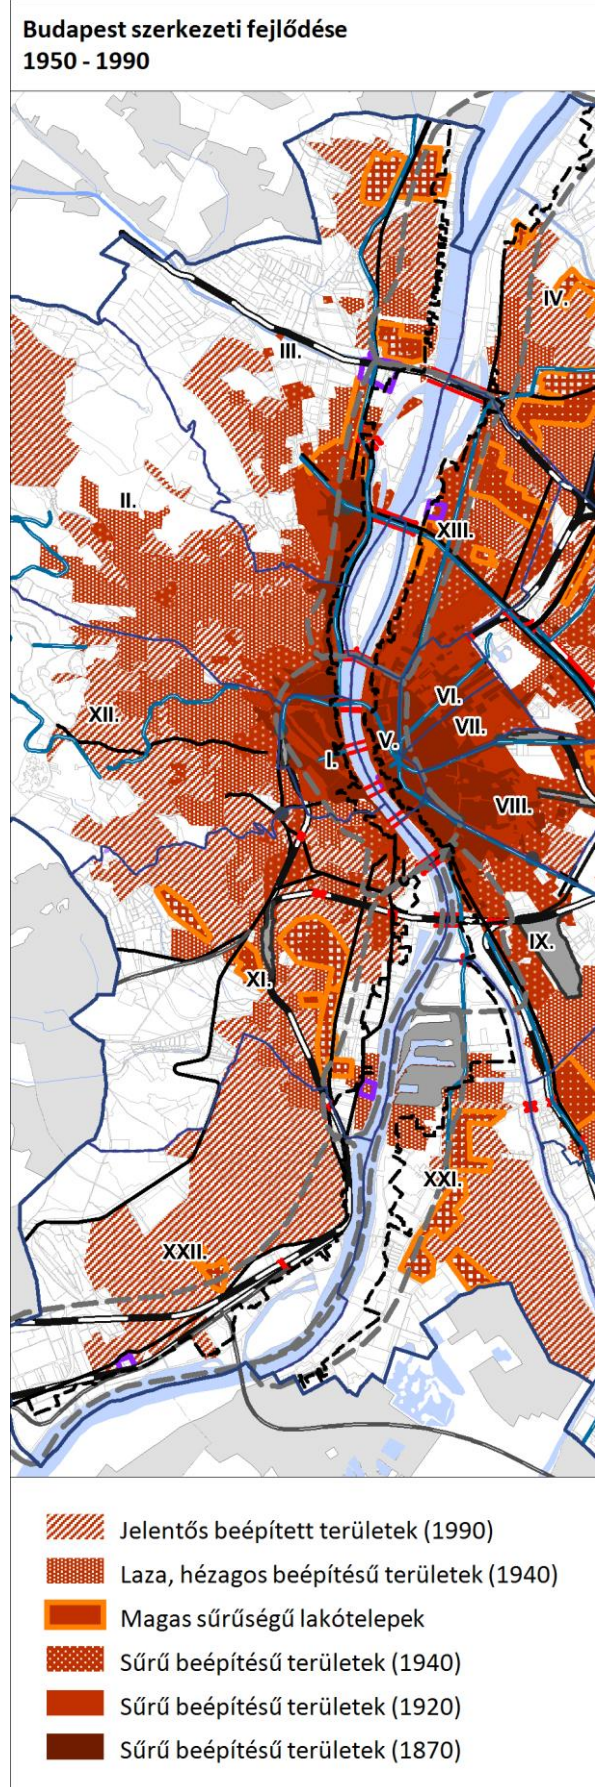 Budapest szerkezeti fejlődése
1950 - 1990
IV.
III.
II.
XIII.
VI.
XII.
VII.
V.
I.
VIII.
IX.
XI.
XXI.
XXII.
Jelentős beépített területek (1990)
Laza, hézagos beépítésű területek (1940)
Magas sűrűségű lakótelepek
Sűrű beépítésű területek (1940)
Sűrű beépítésű területek (1920)
Sűrű beépítésű területek (1870)